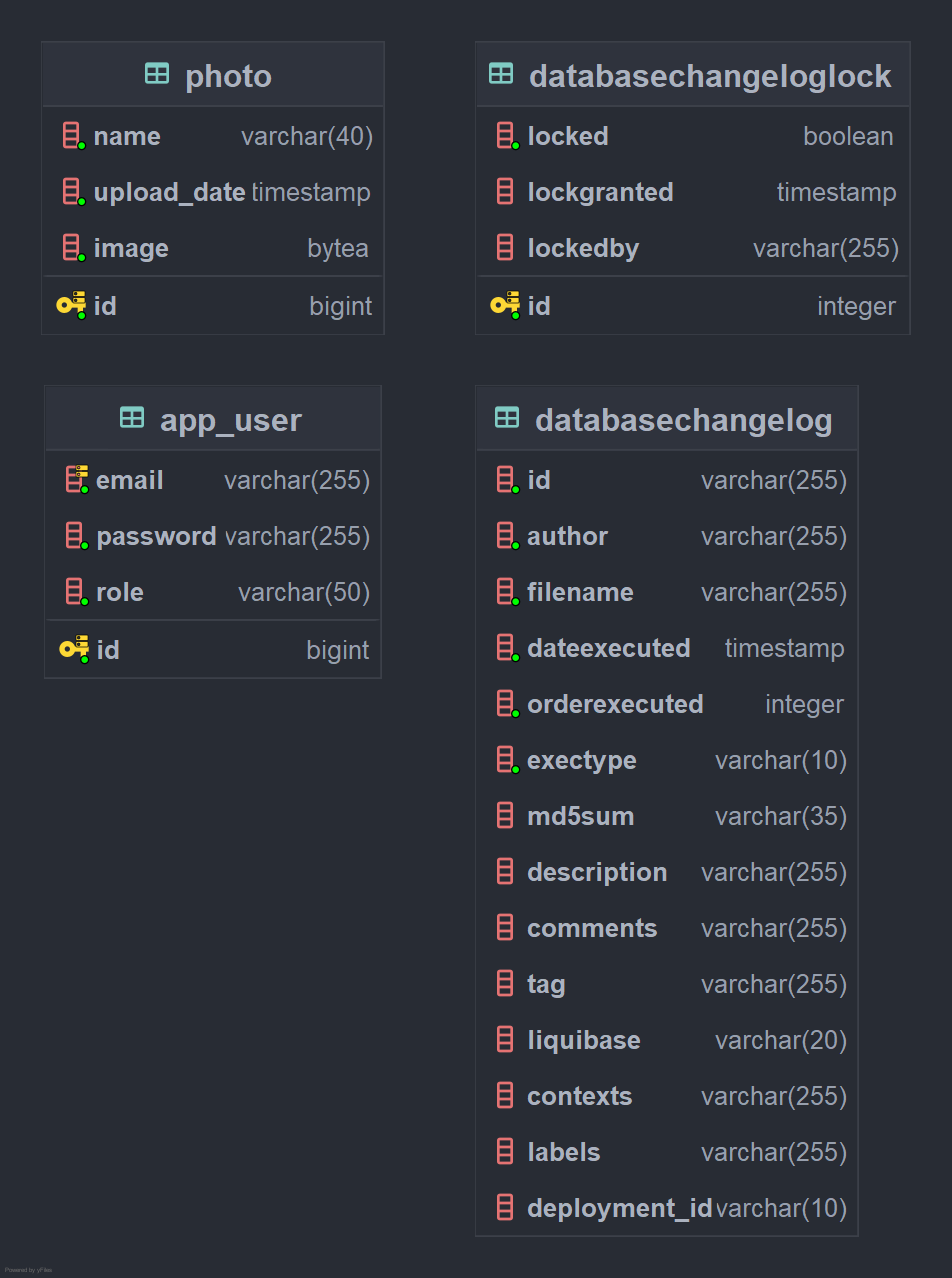 photo
name varchar(40)
upload_date timestamp
image bytea
id bigint
databasechangeloglock
locked boolean
lockgranted timestamp
lockedby varchar(255)
id integer
app_user
email varchar(255)
password varchar(255)
role varchar(50)
id bigint
databasechangelog
id varchar(255)
author varchar(255)
filename varchar(255)
dateexecuted timestamp
orderexecuted integer
exectype varchar(10)
md5sum varchar(35)
description varchar(255)
comments varchar(255)
tag varchar(255)
liquibase varchar(20)
contexts varchar(255)
labels varchar(255)
deployment_id varchar(10)
Powered by yFiles